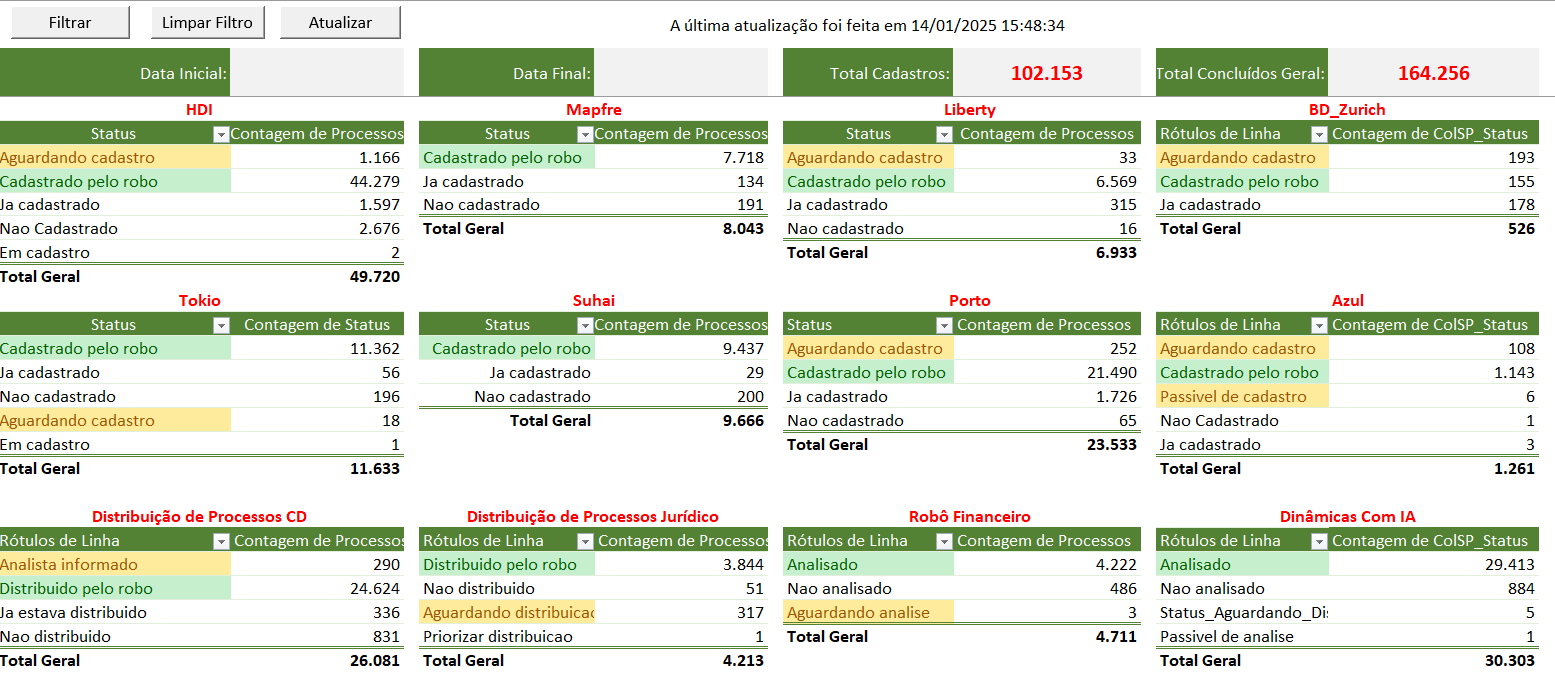 Filtrar Limpar Filtro Atualizar A última atualização foi feita em 14/01/2025 15:48:34
Data Inicial: Data Final: Total Cadastros: 102.153 Total Concluídos Geral: 164.256
HDI
Status Contagem de Processos
Aguardando cadastro 1.166
Cadastrado pelo robo 44.279
Ja cadastrado 1.597
Nao Cadastrado 2.676
Em cadastro 2
Total Geral 49.720
Mapfre
Status Contagem de Processos
Cadastrado pelo robo 7.718
Ja cadastrado 134
Nao cadastrado 191
Total Geral 8.043
Liberty
Status Contagem de Processos
Aguardando cadastro 33
Cadastrado pelo robo 6.569
Ja cadastrado 315
Nao cadastrado 16
Total Geral 6.933
BD_Zurich
Rótulos de Linha Contagem de ColSP_Status
Aguardando cadastro 193
Cadastrado pelo robo 155
Ja cadastrado 178
Total Geral 526
Tokio
Status Contagem de Status
Cadastrado pelo robo 11.362
Ja cadastrado 56
Nao cadastrado 196
Aguardando cadastro 18
Em cadastro 1
Total Geral 11.633
Suhai
Status Contagem de Processos
Cadastrado pelo robo 9.437
Ja cadastrado 29
Nao cadastrado 200
Total Geral 9.666
Porto
Status Contagem de Processos
Aguardando cadastro 252
Cadastrado pelo robo 21.490
Ja cadastrado 1.726
Nao cadastrado 65
Total Geral 23.533
Azul
Rótulos de Linha Contagem de ColSP_Status
Aguardando cadastro 108
Cadastrado pelo robo 1.143
Passivel de cadastro 6
Nao Cadastrado 1
Ja cadastrado 3
Total Geral 1.261
Distribuição de Processos CD
Rótulos de Linha Contagem de Processos
Analista informado 290
Distribuido pelo robo 24.624
Ja estava distribuido 336
Nao distribuido 831
Total Geral 26.081
Distribuição de Processos Jurídico
Rótulos de Linha Contagem de Processos
Distribuido pelo robo 3.844
Nao distribuido 51
Aguardando distribuicac 317
Priorizar distribuicao 1
Total Geral 4.213
Robô Financeiro
Rótulos de Linha Contagem de Processos
Analisado 4.222
Nao analisado 486
Aguardando analise 3
Total Geral 4.711
Dinâmicas Com IA
Rótulos de Linha Contagem de ColSP_Status
Analisado 29.413
Nao analisado 884
Status_Aguardando_Di 5
Passivel de analise 1
Total Geral 30.303